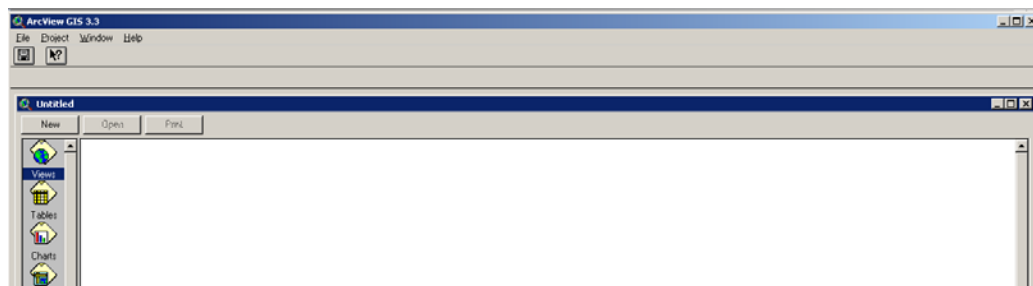 ArcView GIS 3.3
File Project Window Help
Untitled
New Open Print
Views
Tables
Charts